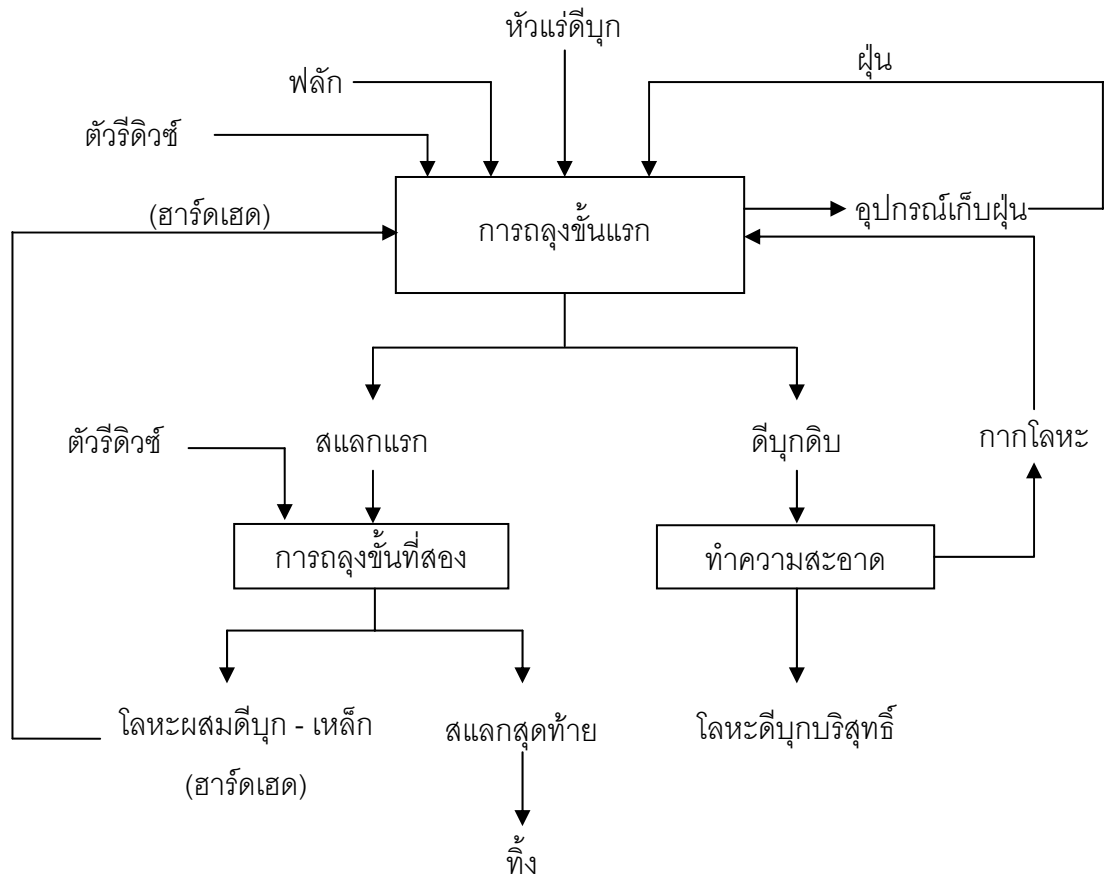 หัวแร่ดีบุก
ฟลัก
ฝุ่น
ตัวรีดิวซ์
(ฮาร์ดเฮด)
การถลุงขั้นแรก
อุปกรณ์เก็บฝุ่น
ตัวรีดิวซ์
สแลกแรก
ดีบุกดิบ
กากโลหะ
การถลุงขั้นที่สอง
ทำความสะอาด
โลหะผสมดีบุก - เหล็ก
(ฮาร์ดเฮด)
สแลกสุดท้าย
โลหะดีบุกบริสุทธิ์
ทิ้ง